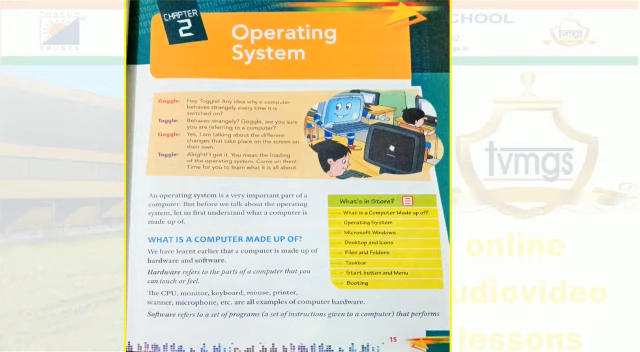 CHAPTER
2
Operating
System
Goggle: Hey Toggle! Any idea why a computer
behaves strangely every time it is
switched on?
Toggle: Behaves strangely? Goggle, are you sure
you are referring to a computer?
Goggle: Yes, I am talking about the different
changes that take place on the screen on
their own.
Toggle: Alright! I got it. You mean the loading
of the operating system. Come on then!
Time for you to learn what it is all about.
An operating system is a very important part of a
computer. But before we talk about the operating
system, let us first understand what a computer is
made up of.
What's in Store?
What is a Computer Made up of?
Operating System
Microsoft Windows
Desktop and Icons
Files and Folders
Taskbar
Start button and Menu
Booting
WHAT IS A COMPUTER MADE UP OF?
We have learnt earlier that a computer is made up of
hardware and software.
Hardware refers to the parts of a computer that you
can touch or feel.
The CPU, monitor, keyboard, mouse, printer,
scanner, microphone, etc. are all examples of computer hardware.
Software refers to a set of programs (a set of instructions given to a computer) that performs
15
THAKUR
TRUSTS
CHOOL
tvmgs
tvmgs
online
udiovideo
lessons